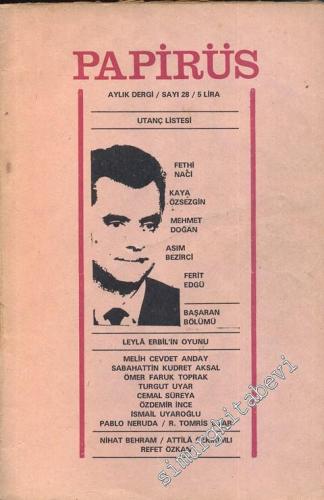 PAPİRÜS
AYLIK DERGİ / SAYI 28 / 5 LİRA
UTANÇ LİSTESİ
FETHİ
NACİ
KAYA
ÖZSEZGİN
MEHMET
DOĞAN
ASIM
BEZİRCİ
FERİT
EDGÜ
BAŞARAN
BÖLÜMÜ
LEYLÂ ERBİL'İN OYUNU
MELİH CEVDET ANDAY
SABAHATTİN KUDRET AKSAL
ÖMER FARUK TOPRAK
TURGUT UYAR
CEMAL SÜREYA
ÖZDEMİR İNCE
İSMAİL UYAROĞLU
PABLO NERUDA / R. TOMRİS UYAR
NİHAT BEHRAM / ATTİLÂ
REFET ÖZKAN
simurgkitabevi